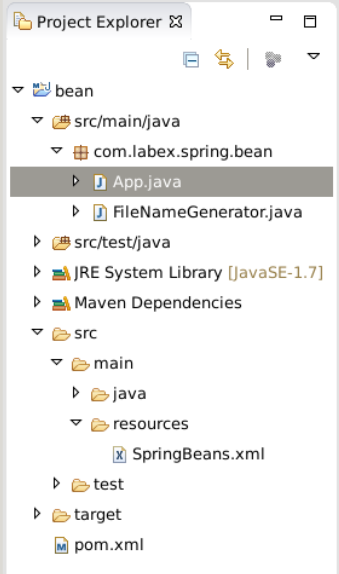 Project Explorer
bean
src/main/java
com.labex.spring.bean
App.java
FileNameGenerator.java
src/test/java
JRE System Library [JavaSE-1.7]
Maven Dependencies
src
main
java
resources
SpringBeans.xml
test
target
pom.xml